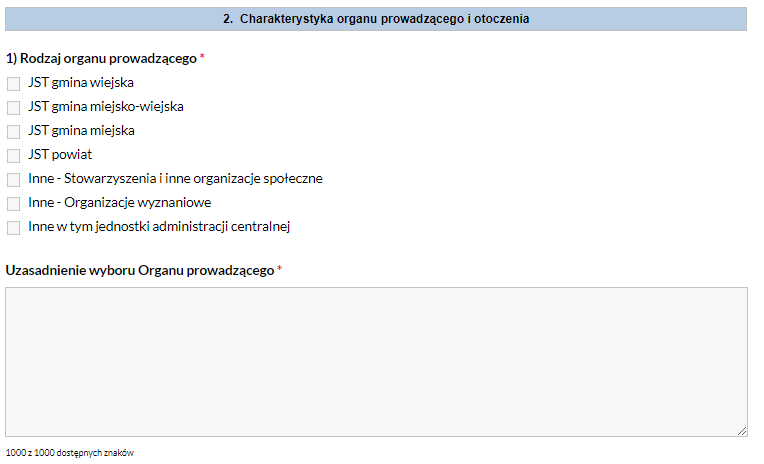 2. Charakterystyka organu prowadzącego i otoczenia
1) Rodzaj organu prowadzącego *
JST gmina wiejska
JST gmina miejsko-wiejska
JST gmina miejska
JST powiat
Inne - Stowarzyszenia i inne organizacje społeczne
Inne - Organizacje wyznaniowe
Inne w tym jednostki administracji centralnej
Uzasadnienie wyboru Organu prowadzącego *
1000 z 1000 dostępnych znaków